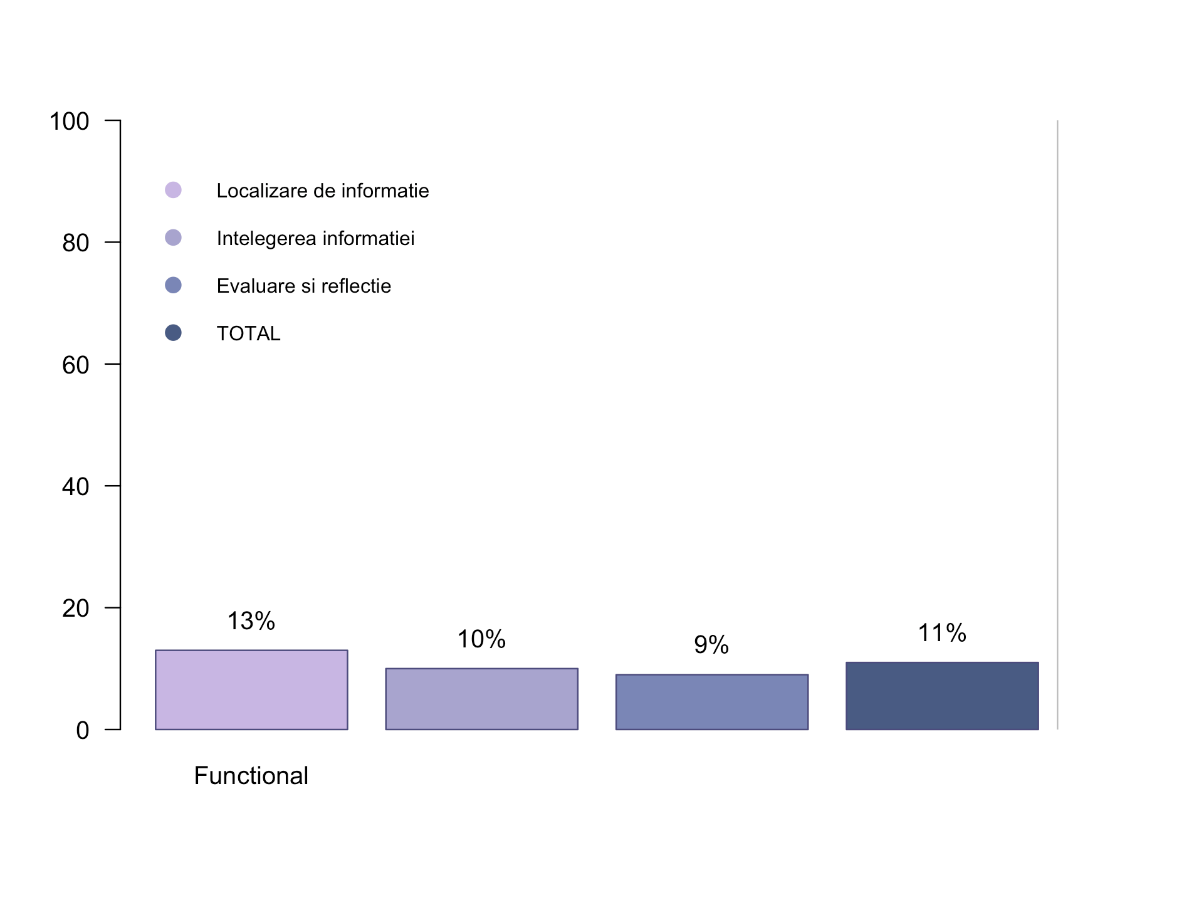 100
80
60
40
20
0
Localizare de informatie
Intelegerea informatiei
Evaluare si reflectie
TOTAL
13%
10%
9%
11%
Functional